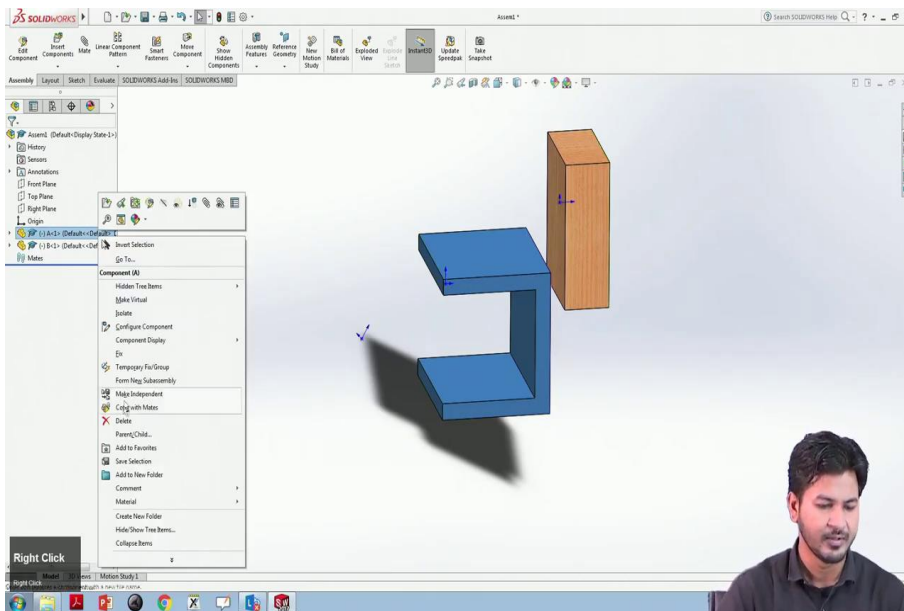 SOLIDWORKS
Assem1 *
Search SOLIDWORKS Help
Edit Component
Insert Components
Mate
Linear Component Pattern
Smart Fasteners
Move Component
Show Hidden Components
Assembly Features
Reference Geometry
New Motion Study
Bill of Materials
Exploded View
Explode Line Sketch
Instant3D
Update Speedpak
Take Snapshot
Assembly Layout Sketch Evaluate SOLIDWORKS Add-Ins SOLIDWORKS MBD
Assem1 (Default<Display State-1>)
History
Sensors
Annotations
Front Plane
Top Plane
Right Plane
Origin
(-) A<1> (Default<<Default>
(-) B<1> (Default<<Def
Mates
Invert Selection
Go To...
Component (A)
Hidden Tree Items
Make Virtual
Isolate
Configure Component
Component Display
Fix
Temporary Fix/Group
Form New Subassembly
Make Independent
Copy with Mates
Delete
Parent/Child...
Add to Favorites
Save Selection
Add to New Folder
Comment
Material
Create New Folder
Hide/Show Tree Items...
Collapse Items
Right Click
Right Click
Model 3D Views Motion Study 1